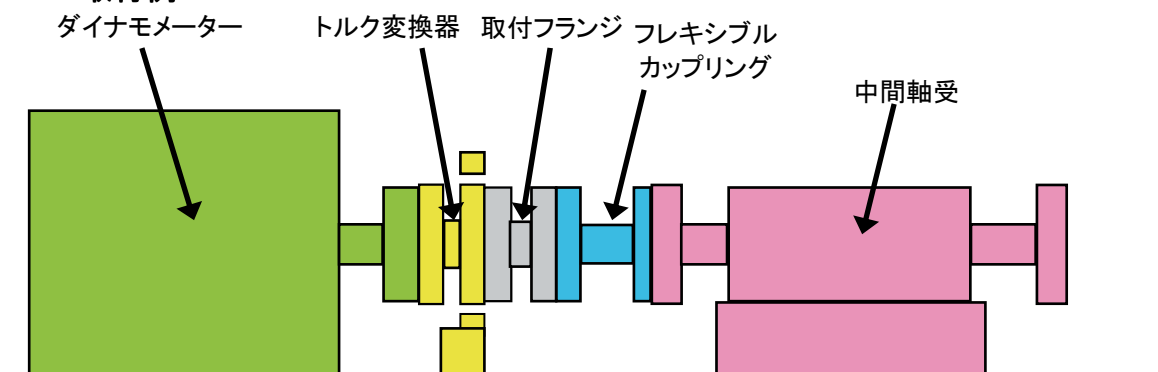 ダイナモメーター
トルク変換器
取付フランジ
フレキシブル
カップリング
中間軸受